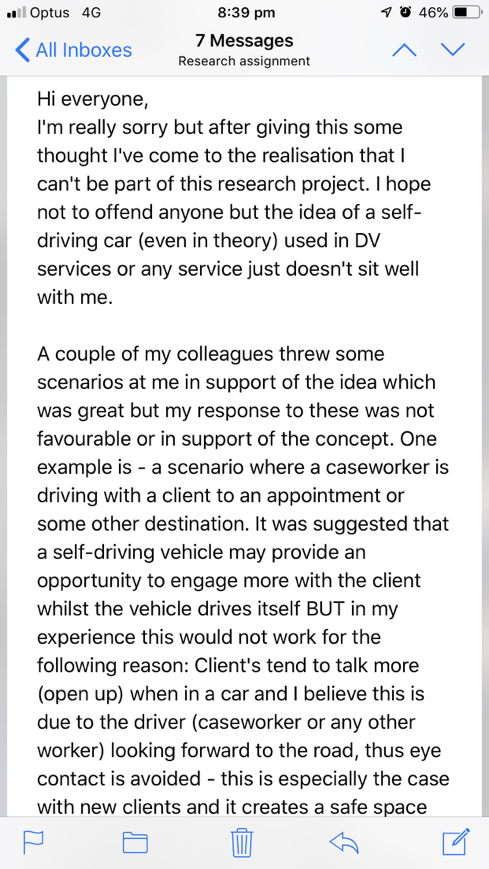 Optus 4G 8:39 pm 46%
All Inboxes
7 Messages
Research assignment
Hi everyone,
I'm really sorry but after giving this some
thought I've come to the realisation that I
can't be part of this research project. I hope
not to offend anyone but the idea of a self-
driving car (even in theory) used in DV
services or any service just doesn't sit well
with me.
A couple of my colleagues threw some
scenarios at me in support of the idea which
was great but my response to these was not
favourable or in support of the concept. One
example is - a scenario where a caseworker is
driving with a client to an appointment or
some other destination. It was suggested that
a self-driving vehicle may provide an
opportunity to engage more with the client
whilst the vehicle drives itself BUT in my
experience this would not work for the
following reason: Client's tend to talk more
(open up) when in a car and I believe this is
due to the driver (caseworker or any other
worker) looking forward to the road, thus eye
contact is avoided - this is especially the case
with new clients and it creates a safe space